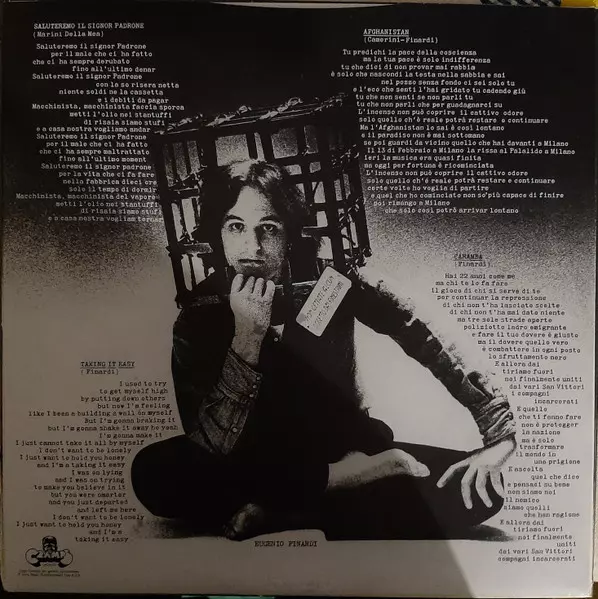 SALUTEREMO IL SIGNOR PADRONE
(Marini Della Mea)
Saluteremo il signor Padrone
per il male che ci ha fatto
che ci ha sempre derubato
fino all'ultimo denar
Saluteremo il signor Padrone
con la so risera netta
niente soldi ne la cassetta
e i debiti da pagar
Macchinista, macchinista faccia sporca
metti l'olio nei stantuffi
di risaia siamo stufi
e a casa nostra vogliamo andar
Saluteremo il signor Padrone
per il male che ci ha fatto
che ci ha sempre maltrattato
fino all'ultimo momento
Saluteremo il signor padrone
per la vita che ci fa fare
nella fabbrica dieci ore
solo il tempo di dormir
Macchinista, macchinista del vapore
metti l'olio nei stantuffi
di risaia siamo stufi
e a casa nostra vogliamo tornar
AFGHANISTAN
(Camerini-Finardi)
Tu predichi la pace della coscienza
ma la tua pace è solo indifferenza
tu che dici di non provar mai rabbia
è solo che nascondi la testa nella sabbia e sai
nel pozzo senza fondo ci sei solo tu
e l'eco che senti l'hai gridato tu cadendo giù
tu che non senti se non parli tu
tu che non parli che per guadagnarci su
L'incenso non può coprire il cattivo odore
solo quello ch'è reale potrà restare e continuare
Ma l'Afghanistan lo sai è così lontano
e il paradiso non è mai sottomano
se poi guardi da vicino quello che hai davanti a Milano
Il 13 di Febbraio a Milano la rissa al Palalido a Milano
ieri la musica era quasi finita
ma oggi per fortuna è ricominciata
L'incenso non può coprire il cattivo odore
solo quello ch'è reale potrà restare e continuare
certe volte ho voglia di partire
e quel che ho cominciato non so'più capace di finire
poi rimango a Milano
che solo così potrò arrivar lontano
CARAMBA
(Finardi)
Hai 22 anni come me
ma chi te lo fa fare
il gioco di chi si serve di te
per continuar la repressione
di chi non t'ha lasciato scelte
di chi non t'ha mai dato niente
ma tre sole strade aperte
poliziotto ladro emigrante
e fare il tuo dovere è giusto
ma il dovere quello vero
è combattere in ogni posto
lo sfruttamento nero
E allora dai
tiriamo fuori
noi finalmente uniti
dai vari San Vittori
i compagni
incarcerati
E quello
che ti fanno fare
non è protegger
la nazione
ma è solo
trasformare
il mondo in
una prigione
E ascolta
quel che dice
e pensaci su bene
non siamo noi
il nemico
siamo quelli
che han ragione
E allora dai
tiriamo fuori
noi finalmente
uniti
dai vari San Vittori
i compagni incarcerati
TAKING IT EASY
(Finardi)
I used to try
to get myself high
by putting down others
but now I'm feeling
like I been a building a wall on myself
But I'm gonna braking it
but I'm gonna shake it away he yeah
I'm gonna make it
I just cannot take it all by myself
I don't want to be lonely
I just want to hold you honey
and I'm a taking it easy
I was so lying
and I was so trying
to make you believe in it
but you were smarter
and you just departed
and left me here
I don't want to be lonely
I just want to hold you honey
and I'm a
taking it easy
EUGENIO FINARDI
CRAMPS